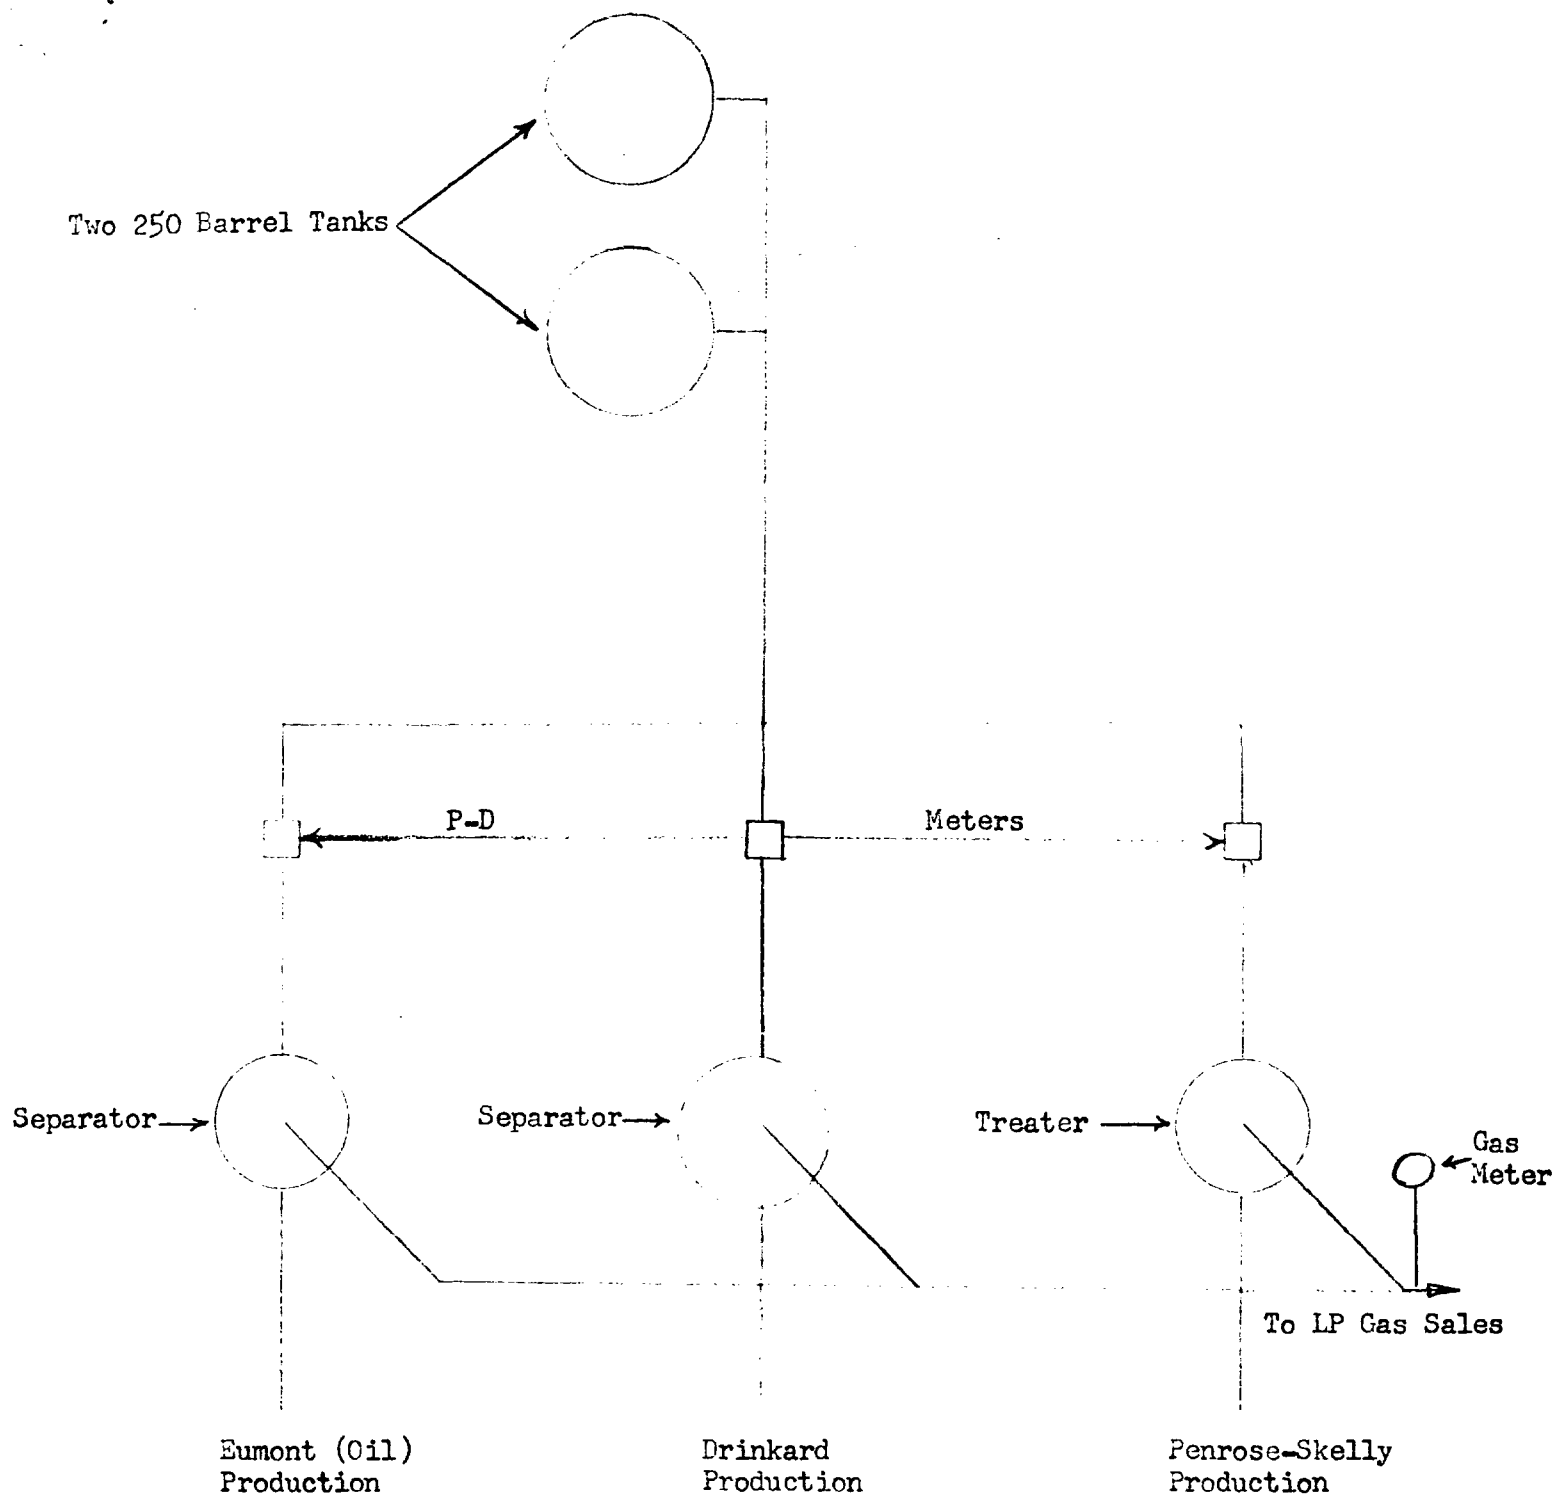 Two 250 Barrel Tanks
P-D
Meters
Separator
Separator
Treater
Gas
Meter
To LP Gas Sales
Eumont (Oil)
Production
Drinkard
Production
Penrose-Skelly
Production